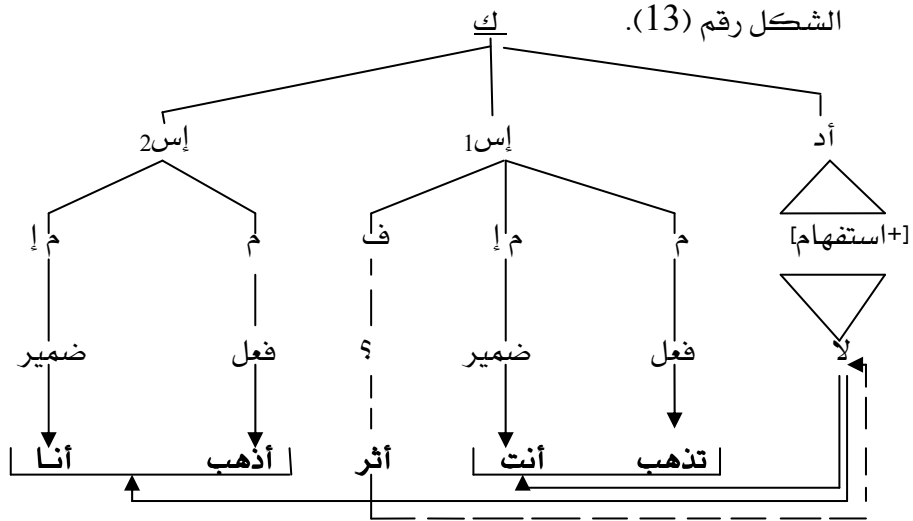 الشكل رقم (13).
ك
أد إس1 إس2
[+استفهام] م م إ ف م م إ
لا فعل ضمير ؟ فعل ضمير
تذهب أنت أثر أذهب أنا